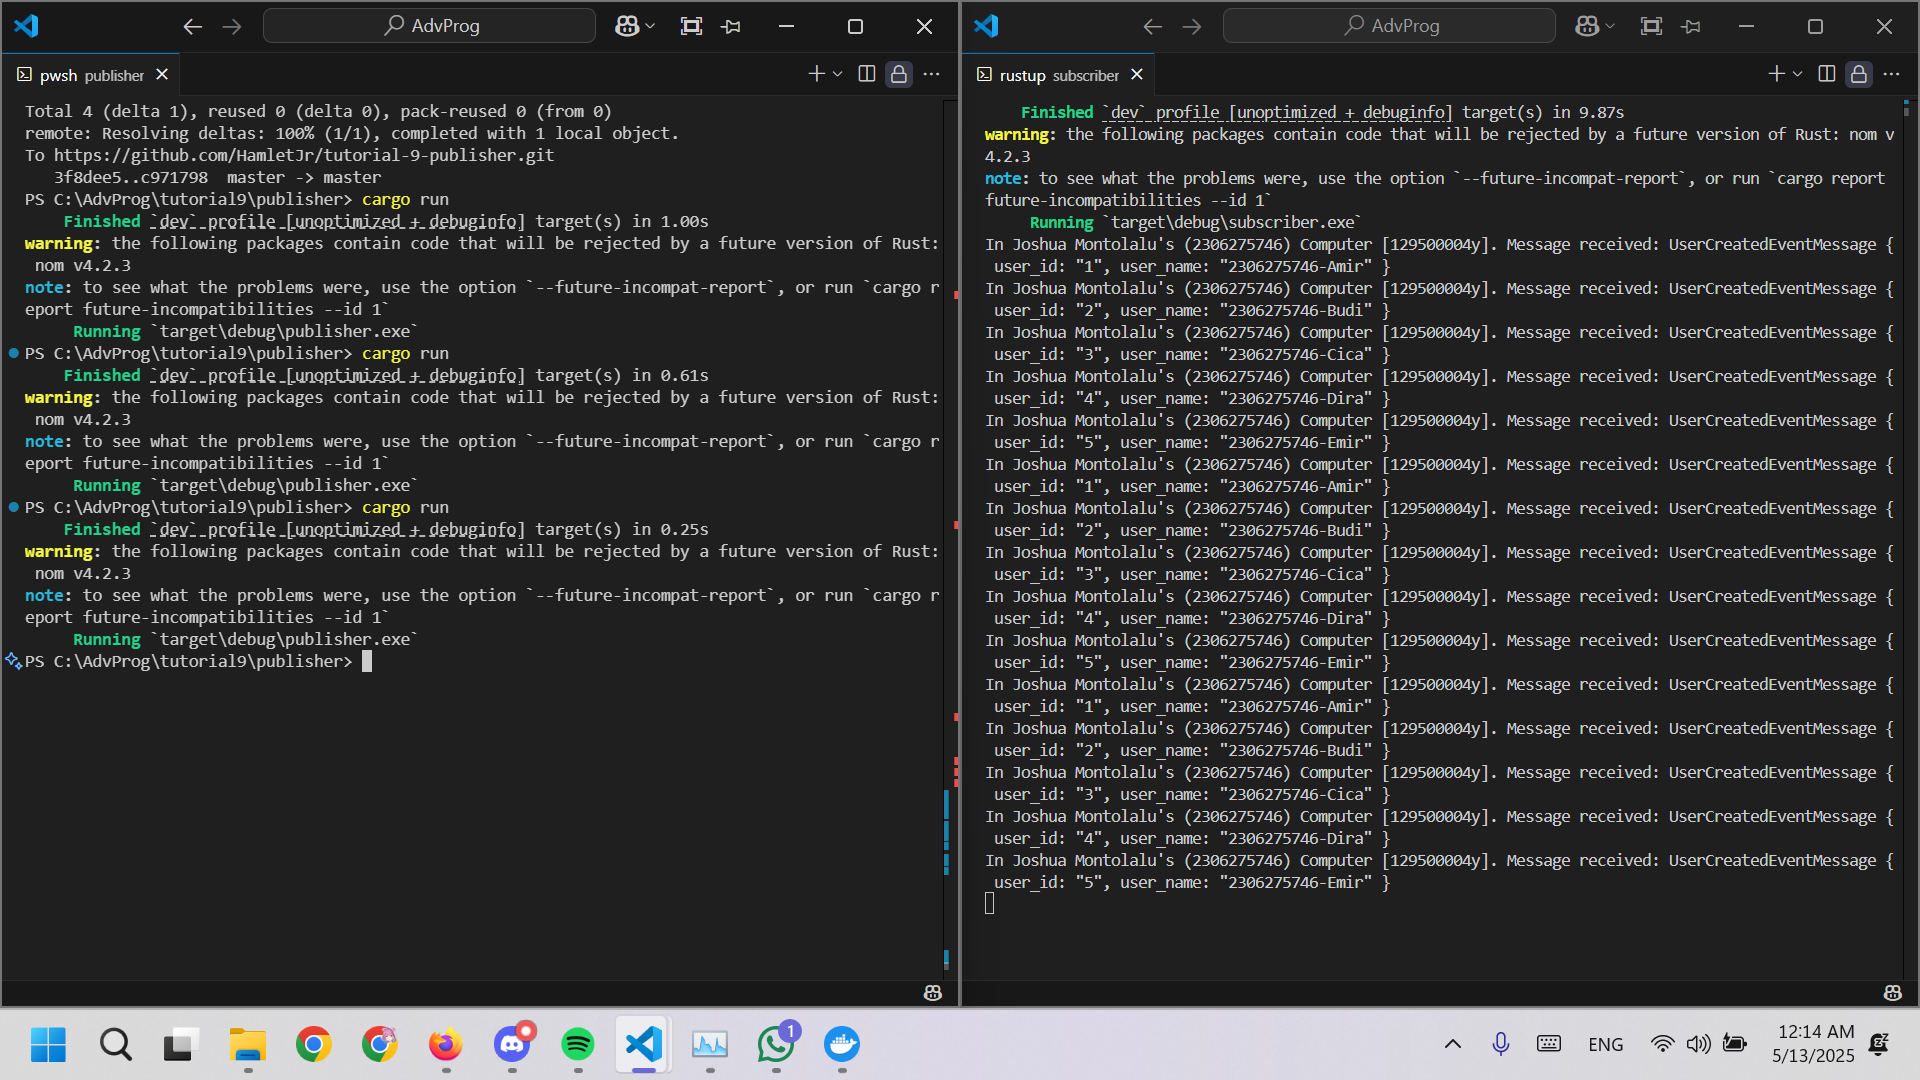 AdvProg
pwsh publisher
Total 4 (delta 1), reused 0 (delta 0), pack-reused 0 (from 0)
remote: Resolving deltas: 100% (1/1), completed with 1 local object.
To https://github.com/HamletJr/tutorial-9-publisher.git
   3f8dee5..c971798  master -> master
PS C:\AdvProg\tutorial9\publisher> cargo run
    Finished `dev` profile [unoptimized + debuginfo] target(s) in 1.00s
warning: the following packages contain code that will be rejected by a future version of Rust:
 nom v4.2.3
note: to see what the problems were, use the option `--future-incompat-report`, or run `cargo r
eport future-incompatibilities --id 1`
     Running `target\debug\publisher.exe`
PS C:\AdvProg\tutorial9\publisher> cargo run
    Finished `dev` profile [unoptimized + debuginfo] target(s) in 0.61s
warning: the following packages contain code that will be rejected by a future version of Rust:
 nom v4.2.3
note: to see what the problems were, use the option `--future-incompat-report`, or run `cargo r
eport future-incompatibilities --id 1`
     Running `target\debug\publisher.exe`
PS C:\AdvProg\tutorial9\publisher> cargo run
    Finished `dev` profile [unoptimized + debuginfo] target(s) in 0.25s
warning: the following packages contain code that will be rejected by a future version of Rust:
 nom v4.2.3
note: to see what the problems were, use the option `--future-incompat-report`, or run `cargo r
eport future-incompatibilities --id 1`
     Running `target\debug\publisher.exe`
PS C:\AdvProg\tutorial9\publisher>
AdvProg
rustup subscriber
    Finished `dev` profile [unoptimized + debuginfo] target(s) in 9.87s
warning: the following packages contain code that will be rejected by a future version of Rust: nom v
4.2.3
note: to see what the problems were, use the option `--future-incompat-report`, or run `cargo report
future-incompatibilities --id 1`
     Running `target\debug\subscriber.exe`
In Joshua Montolalu's (2306275746) Computer [129500004y]. Message received: UserCreatedEventMessage {
 user_id: "1", user_name: "2306275746-Amir" }
In Joshua Montolalu's (2306275746) Computer [129500004y]. Message received: UserCreatedEventMessage {
 user_id: "2", user_name: "2306275746-Budi" }
In Joshua Montolalu's (2306275746) Computer [129500004y]. Message received: UserCreatedEventMessage {
 user_id: "3", user_name: "2306275746-Cica" }
In Joshua Montolalu's (2306275746) Computer [129500004y]. Message received: UserCreatedEventMessage {
 user_id: "4", user_name: "2306275746-Dira" }
In Joshua Montolalu's (2306275746) Computer [129500004y]. Message received: UserCreatedEventMessage {
 user_id: "5", user_name: "2306275746-Emir" }
In Joshua Montolalu's (2306275746) Computer [129500004y]. Message received: UserCreatedEventMessage {
 user_id: "1", user_name: "2306275746-Amir" }
In Joshua Montolalu's (2306275746) Computer [129500004y]. Message received: UserCreatedEventMessage {
 user_id: "2", user_name: "2306275746-Budi" }
In Joshua Montolalu's (2306275746) Computer [129500004y]. Message received: UserCreatedEventMessage {
 user_id: "3", user_name: "2306275746-Cica" }
In Joshua Montolalu's (2306275746) Computer [129500004y]. Message received: UserCreatedEventMessage {
 user_id: "4", user_name: "2306275746-Dira" }
In Joshua Montolalu's (2306275746) Computer [129500004y]. Message received: UserCreatedEventMessage {
 user_id: "5", user_name: "2306275746-Emir" }
In Joshua Montolalu's (2306275746) Computer [129500004y]. Message received: UserCreatedEventMessage {
 user_id: "1", user_name: "2306275746-Amir" }
In Joshua Montolalu's (2306275746) Computer [129500004y]. Message received: UserCreatedEventMessage {
 user_id: "2", user_name: "2306275746-Budi" }
In Joshua Montolalu's (2306275746) Computer [129500004y]. Message received: UserCreatedEventMessage {
 user_id: "3", user_name: "2306275746-Cica" }
In Joshua Montolalu's (2306275746) Computer [129500004y]. Message received: UserCreatedEventMessage {
 user_id: "4", user_name: "2306275746-Dira" }
In Joshua Montolalu's (2306275746) Computer [129500004y]. Message received: UserCreatedEventMessage {
 user_id: "5", user_name: "2306275746-Emir" }
1
ENG
12:14 AM
5/13/2025